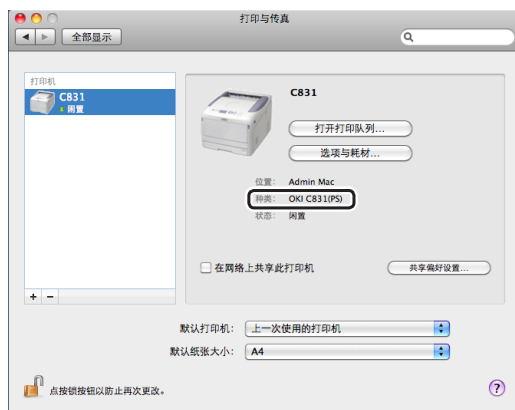 打印与传真
全部显示
打印机
C831
闲置
C831
打开打印队列...
选项与耗材...
位置: Admin Mac
种类: OKI C831(PS)
状态: 闲置
在网络上共享此打印机
共享偏好设置...
+ −
默认打印机: 上一次使用的打印机
默认纸张大小: A4
点按锁按钮以防止再次更改。
?